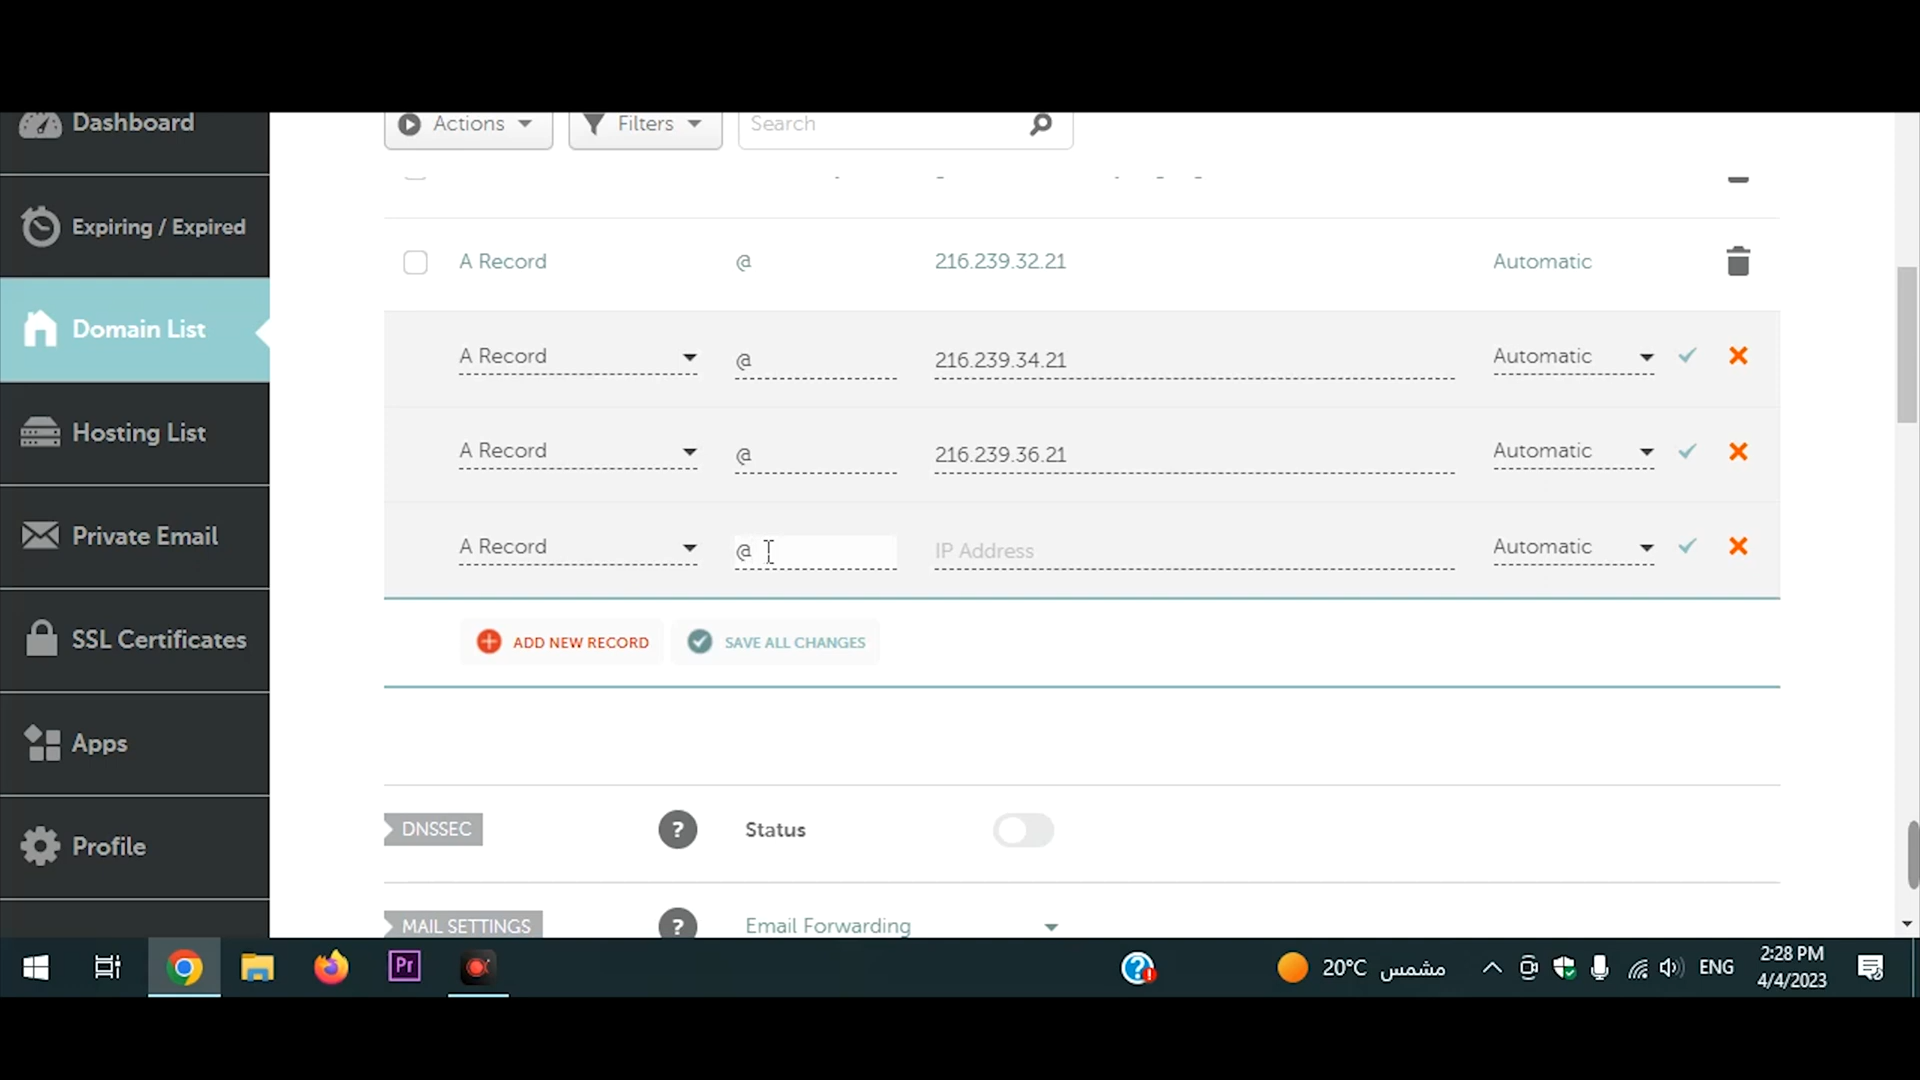 Dashboard
Actions
Filters
Search
Expiring / Expired
A Record @ 216.239.32.21 Automatic
Domain List
A Record @ 216.239.34.21 Automatic
Hosting List
A Record @ 216.239.36.21 Automatic
Private Email
A Record @ IP Address Automatic
SSL Certificates
ADD NEW RECORD
SAVE ALL CHANGES
Apps
DNSSEC ? Status
Profile
MAIL SETTINGS ? Email Forwarding
Pr
?
20°C مشمس
ENG
2:28 PM
4/4/2023